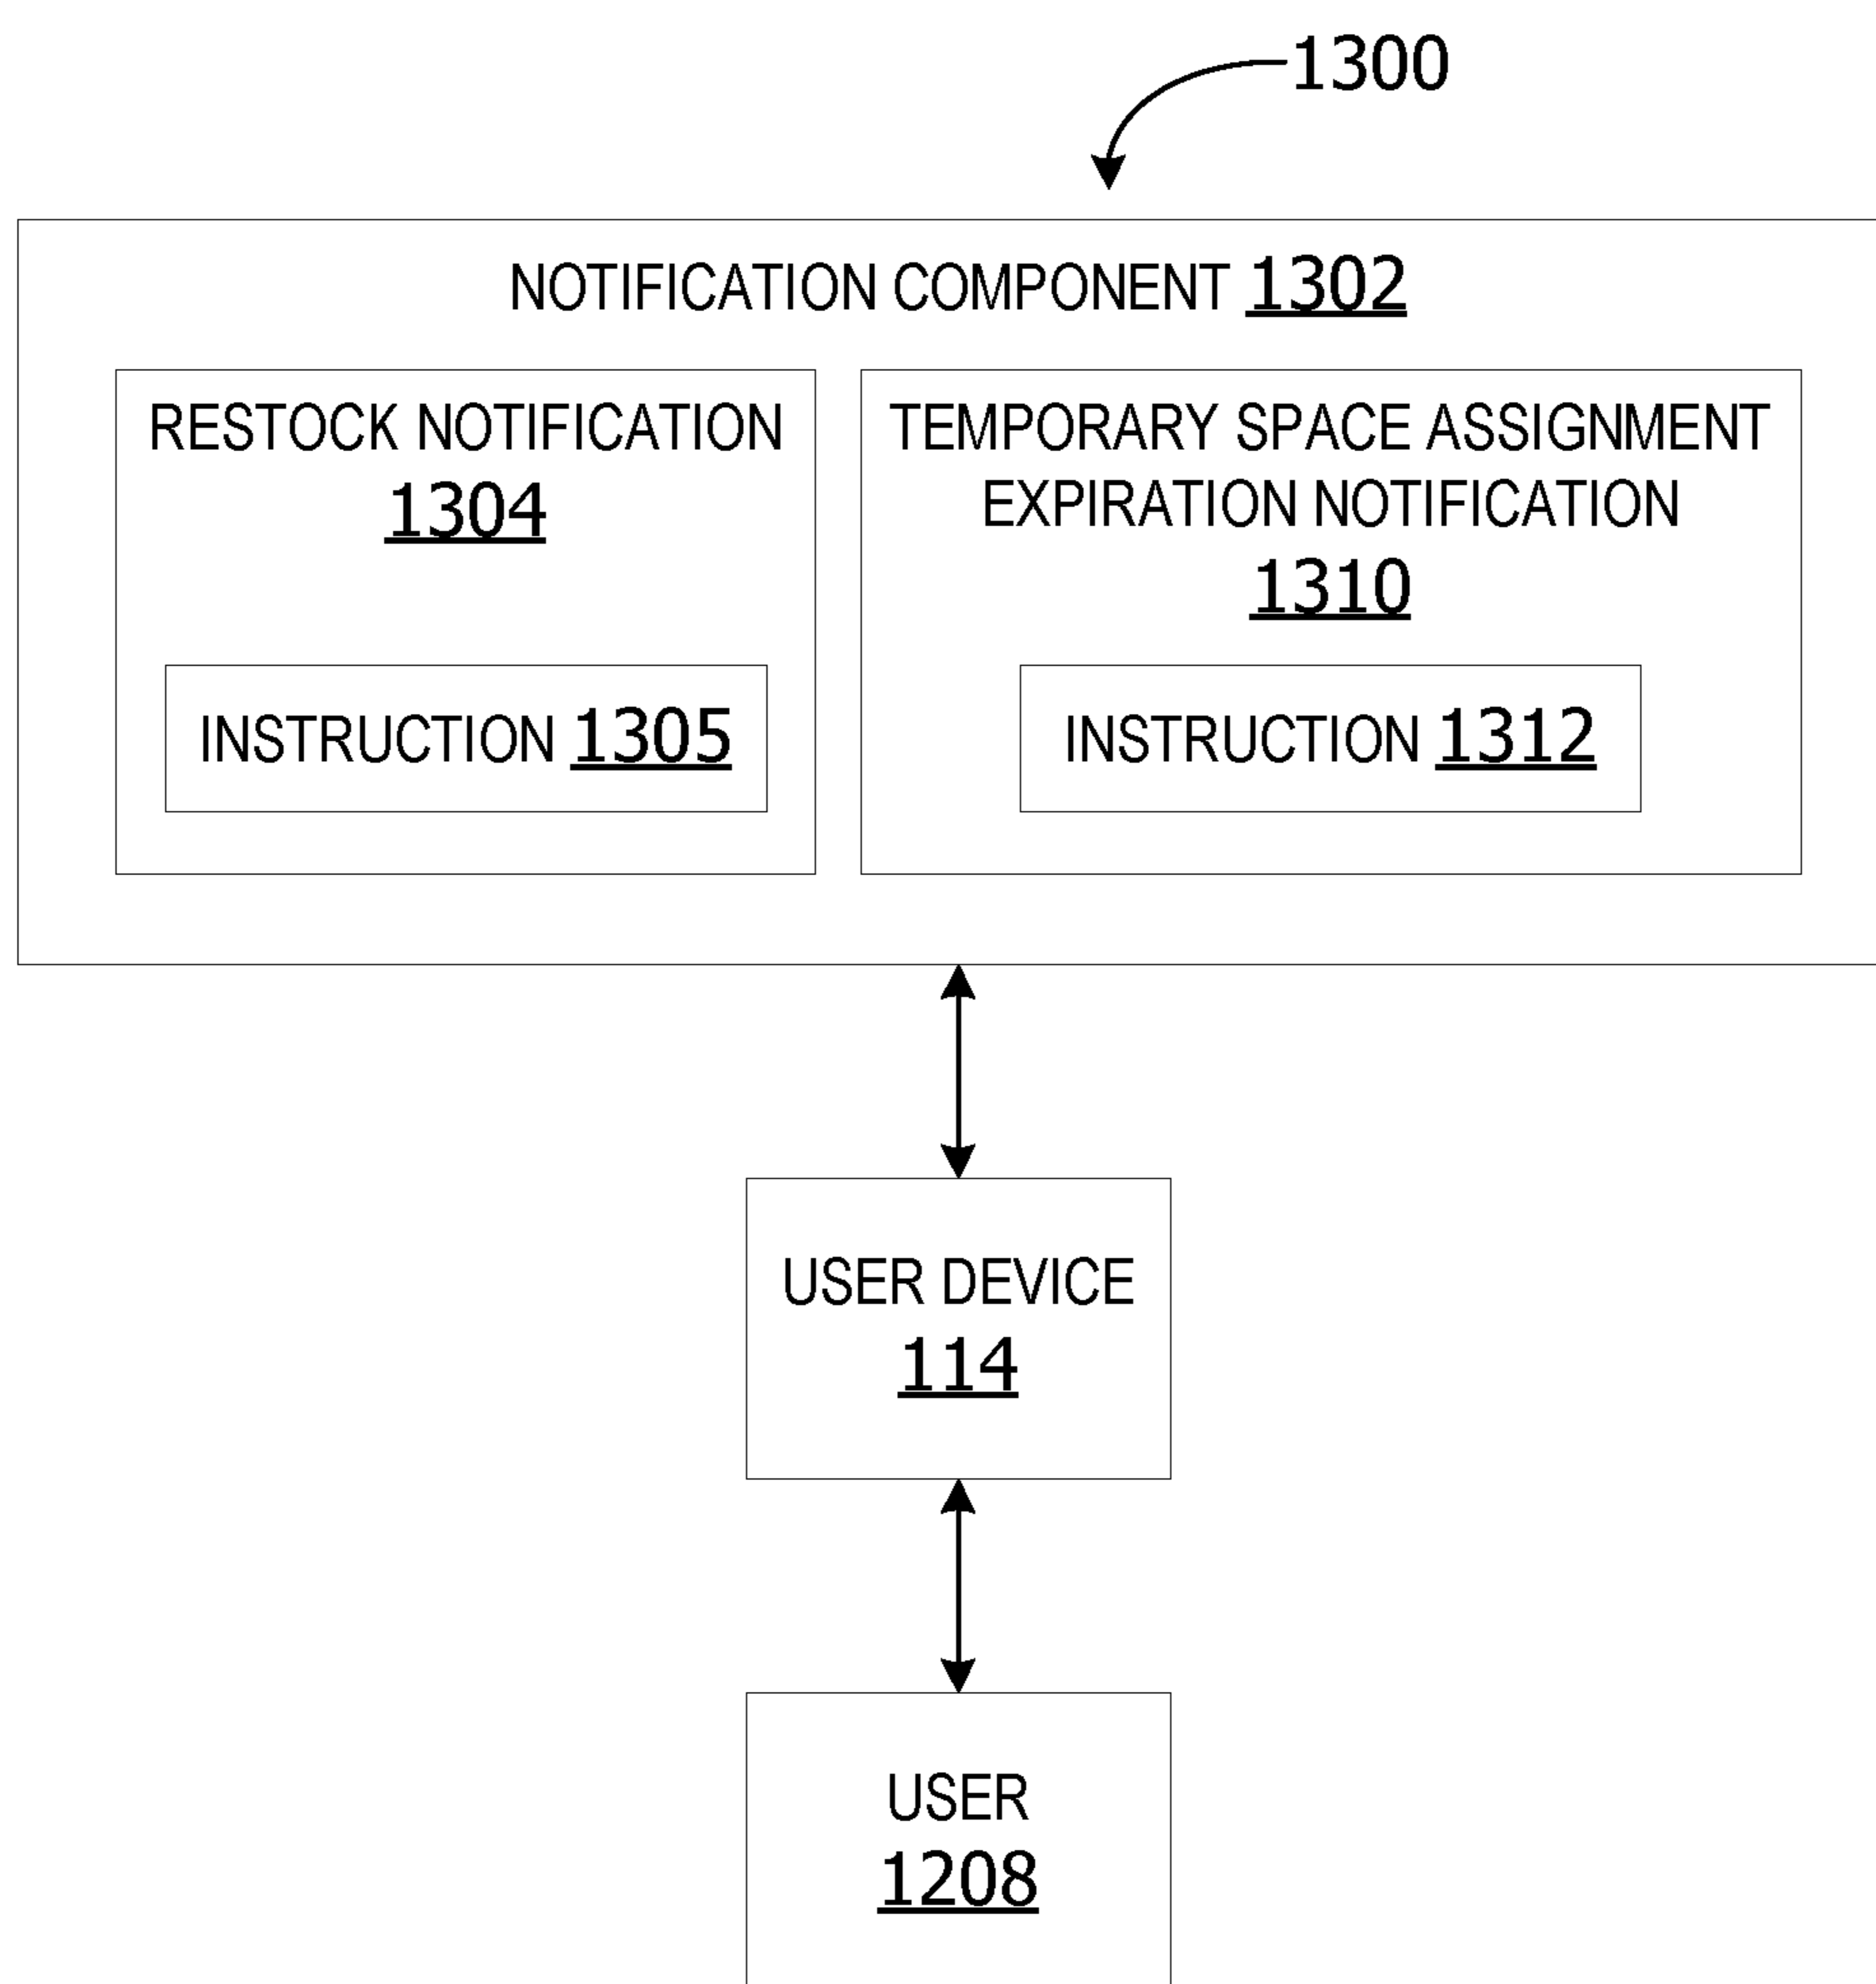 1300
NOTIFICATION COMPONENT 1302
RESTOCK NOTIFICATION
1304
INSTRUCTION 1305
TEMPORARY SPACE ASSIGNMENT
EXPIRATION NOTIFICATION
1310
INSTRUCTION 1312
USER DEVICE
114
USER
1208